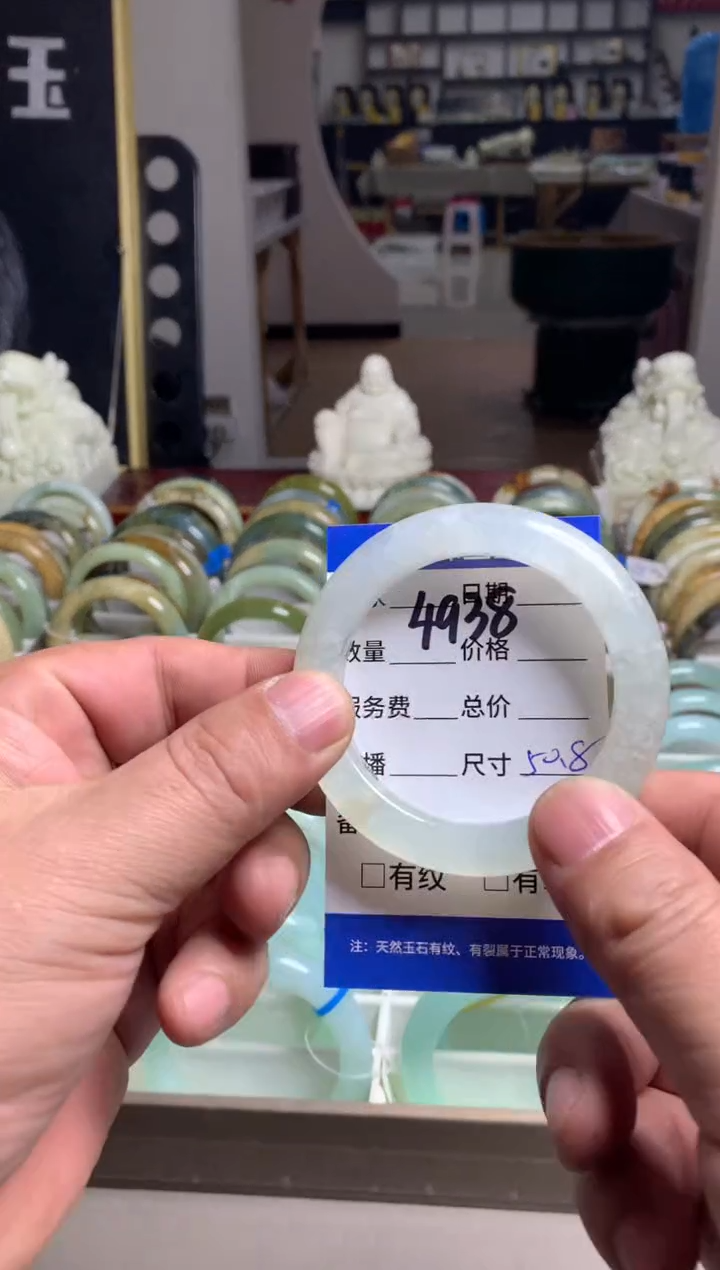 玉
日期
4938
数量 价格
服务费 总价
播 尺寸 50.8
备
□有纹 □有
注：天然玉石有纹、有裂属于正常现象。